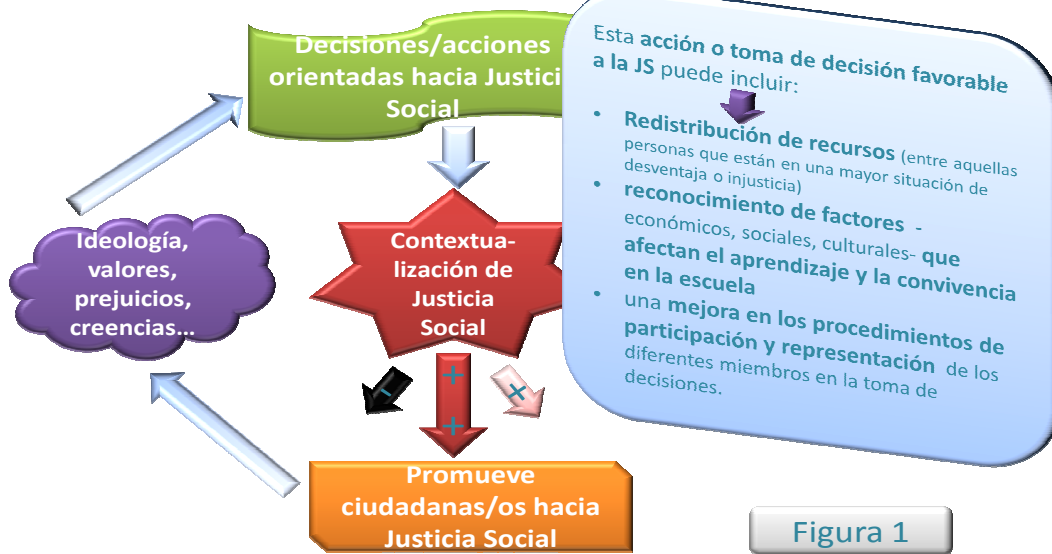 Decisiones/acciones
orientadas hacia Justici
Social
Ideología,
valores,
prejuicios,
creencias...
Contextua-
lización de
Justicia
Social
-
+
+
+
Promueve
ciudadanas/os hacia
Justicia Social
Esta acción o toma de decisión favorable
a la JS puede incluir:
• Redistribución de recursos (entre aquellas
personas que están en una mayor situación de
desventaja o injusticia)
• reconocimiento de factores -
económicos, sociales, culturales- que
afectan el aprendizaje y la convivencia
en la escuela
• una mejora en los procedimientos de
participación y representación de los
diferentes miembros en la toma de
decisiones.
Figura 1